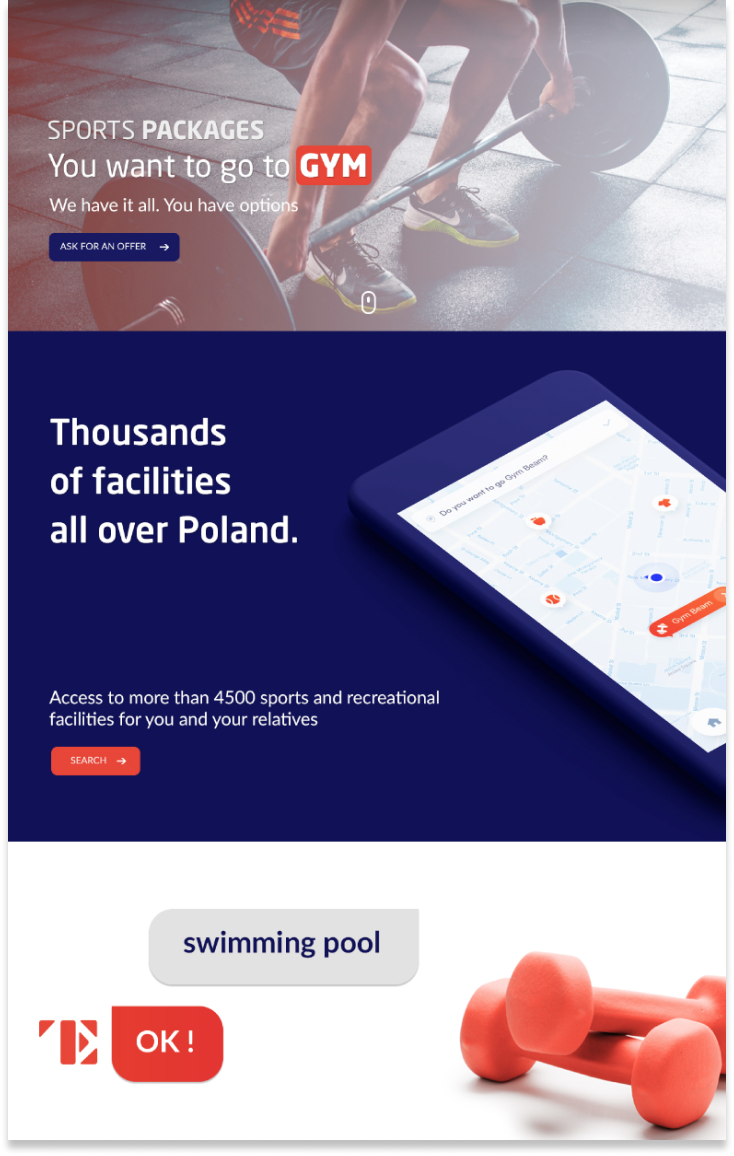 SPORTS PACKAGES
You want to go to GYM
We have it all. You have options
ASK FOR AN OFFER
Thousands
of facilities
all over Poland.
Do you want to go Gym Beam?
Gym Beam
Access to more than 4500 sports and recreational
facilities for you and your relatives
SEARCH
swimming pool
OK !